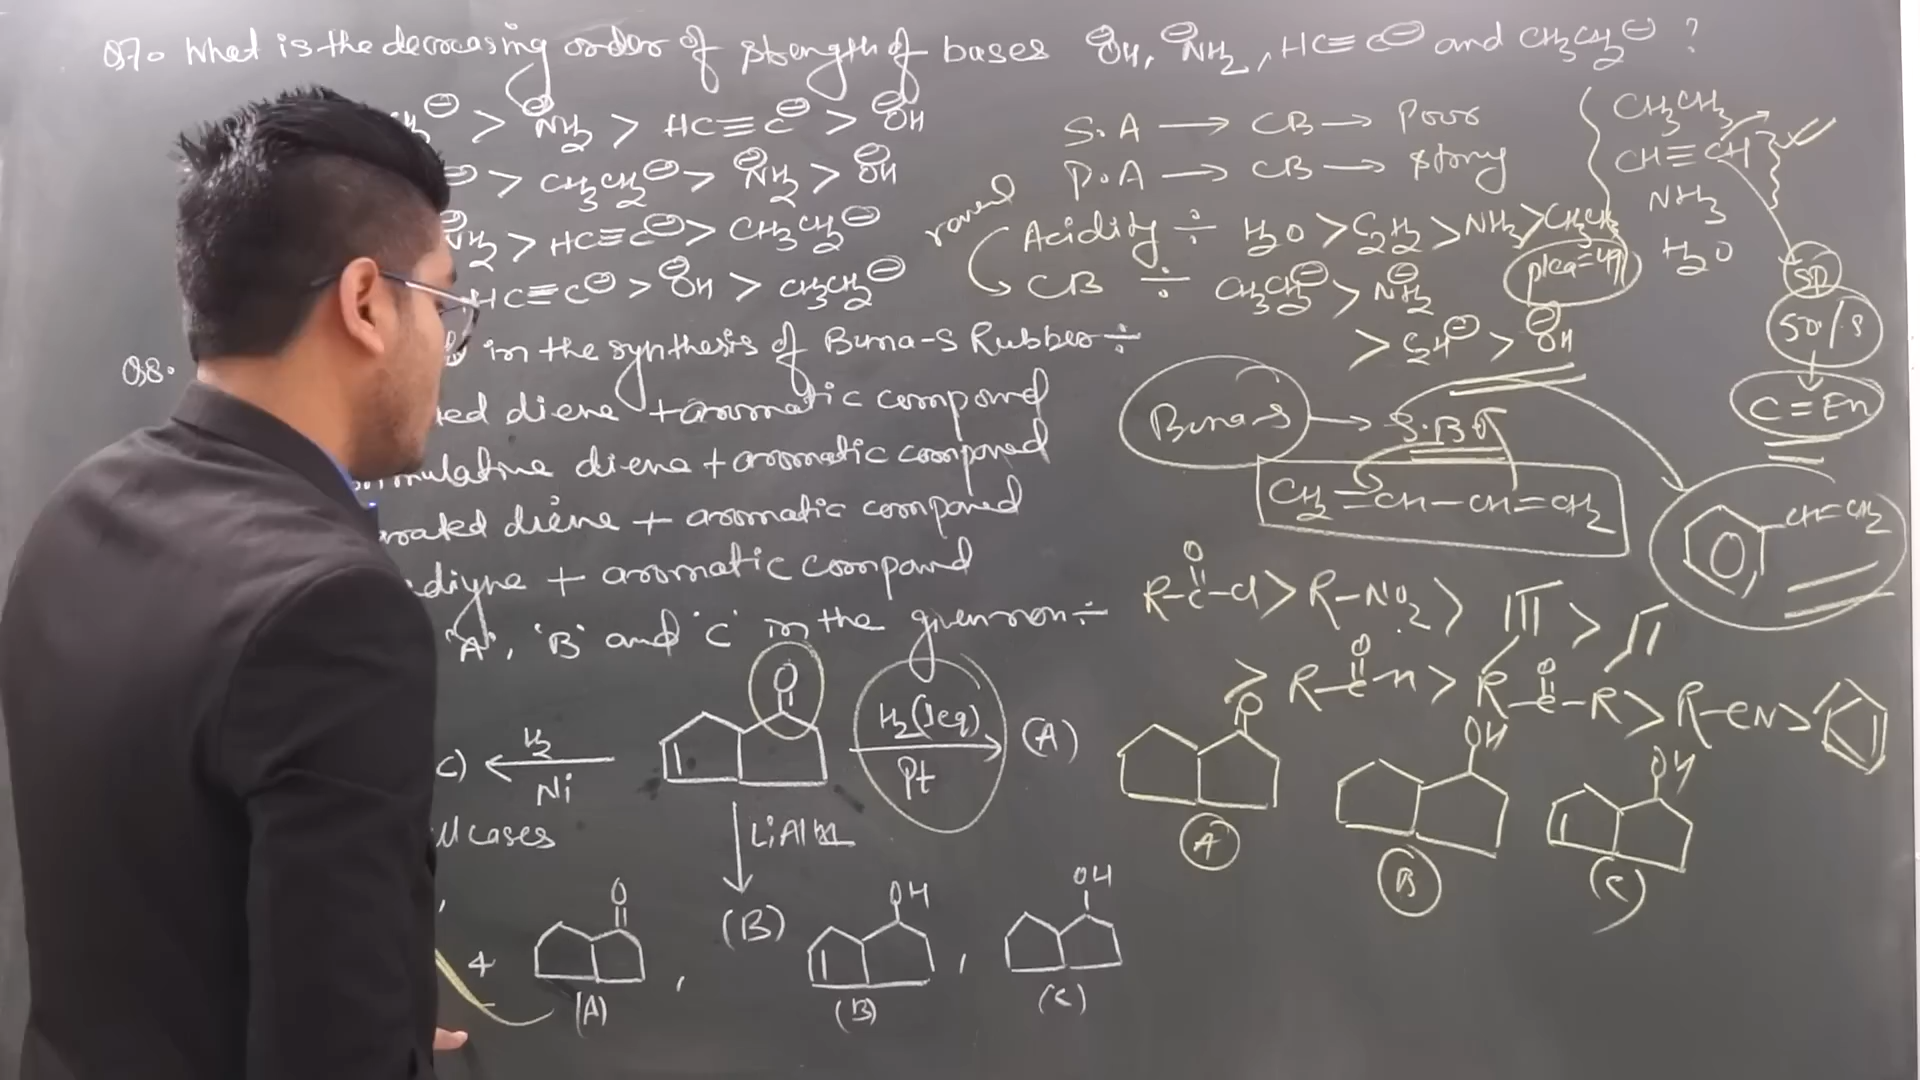 Q7. What is the decreasing order of strength of bases ⊖OH, ⊖NH2, HC≡C⊖ and CH3CH2⊖ ?
⊖ > ⊖NH2 > HC≡C⊖ > ⊖OH
⊖ > CH3CH2⊖ > ⊖NH2 > ⊖OH
⊖NH2 > HC≡C⊖ > CH3CH2⊖
HC≡C⊖ > ⊖OH > CH3CH2⊖
Q8. in the synthesis of Buna-S Rubber ÷
diene + aromatic compound
diene + aromatic compound
diene + aromatic compound
diyne + aromatic compound
'A', 'B' and 'C' in the given rxn ÷
O
H2 (1eq)
Pt
(A)
C)
H2
Ni
LiAlH4
(B)
ll cases
4
O
(A)
,
OH
(B)
,
OH
(C)
S.A → CB → Poor
P.A → CB → Strong
Acidity ÷ H2O > C2H2 > NH3 > CH3CH3
pka=49
CB ÷ CH3CH2⊖ > ⊖NH2
> C2H⊖ > ⊖OH
CH3CH3
CH≡CH
NH3
H2O
sp
50%s
C=En
Buna-S →
CH2=CH-CH=CH2
CH=CH2
R-C-Cl > R-NO2 >
O
>
> R-C-H > R-C-R > R-CN >
O
O
O
A
OH
B
OH
(C)